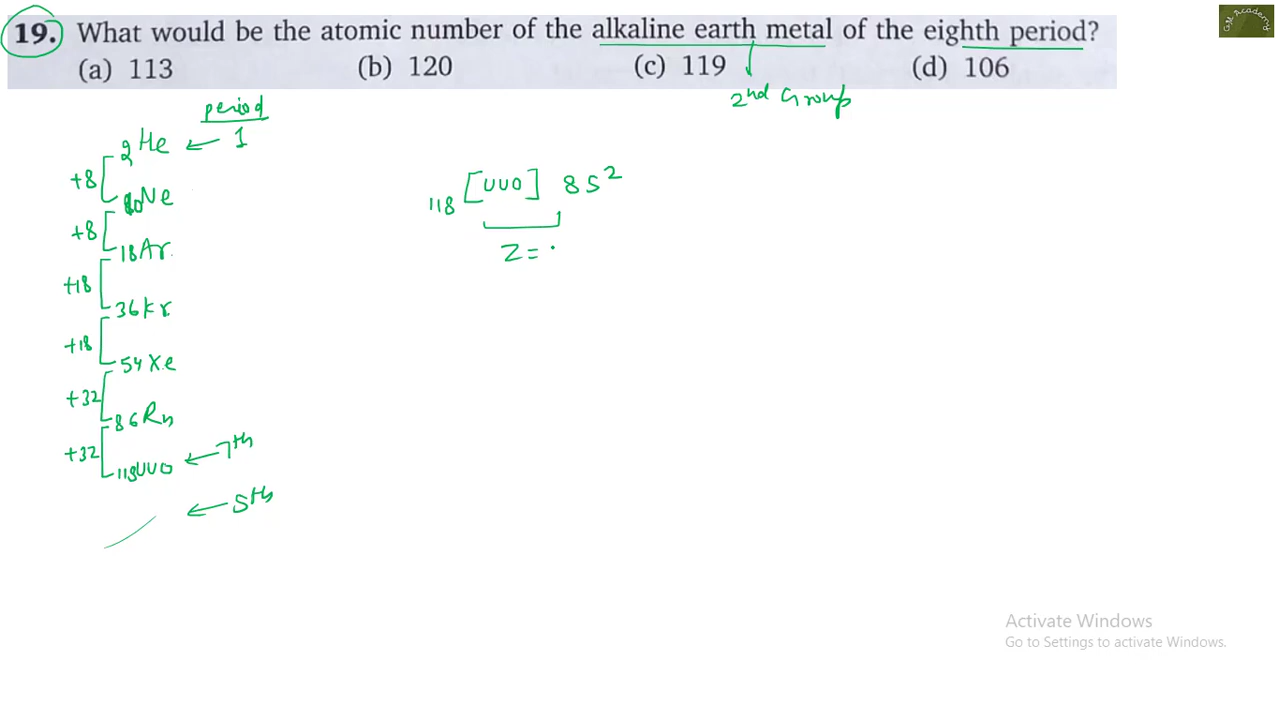 19. What would be the atomic number of the alkaline earth metal of the eighth period?
(a) 113 (b) 120 (c) 119 (d) 106
2nd Group
period
2He ← 1
+8
10Ne
+8
18Ar.
+18
36Kr.
+18
54Xe
+32
86Rn
+32
118UUO ← 7th
← 8th
118 [UUO] 8S2
Z = .
GM Academy
Activate Windows
Go to Settings to activate Windows.